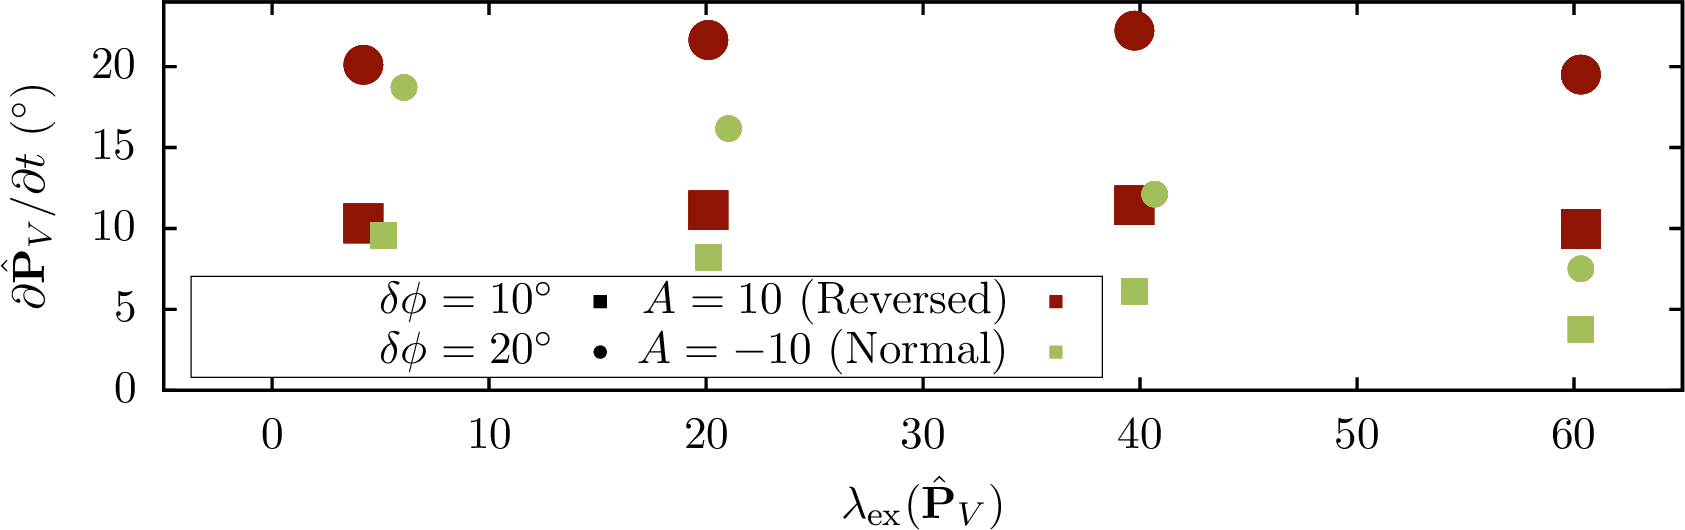 ∂P̂_V/∂t (°)
20
15
10
5
0
δϕ = 10° ■ A = 10 (Reversed) ■
δϕ = 20° ● A = −10 (Normal) ■
0 10 20 30 40 50 60
λ_ex(P̂_V)